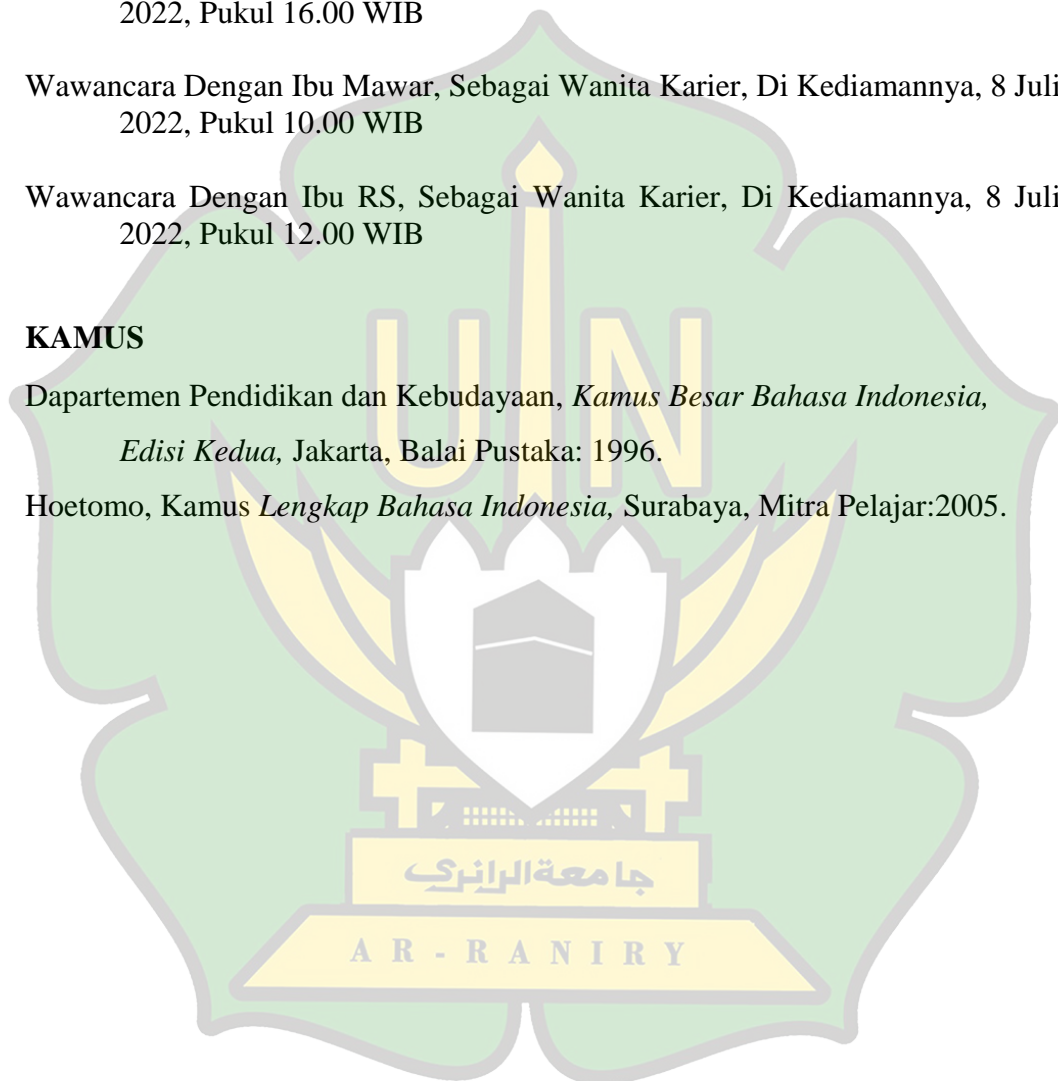 2022, Pukul 16.00 WIB
Wawancara Dengan Ibu Mawar, Sebagai Wanita Karier, Di Kediamannya, 8 Juli
2022, Pukul 10.00 WIB
Wawancara Dengan Ibu RS, Sebagai Wanita Karier, Di Kediamannya, 8 Juli
2022, Pukul 12.00 WIB
KAMUS
Dapartemen Pendidikan dan Kebudayaan, Kamus Besar Bahasa Indonesia,
Edisi Kedua, Jakarta, Balai Pustaka: 1996.
Hoetomo, Kamus Lengkap Bahasa Indonesia, Surabaya, Mitra Pelajar:2005.
UIN
جامعةالرانري
AR-RANIRY